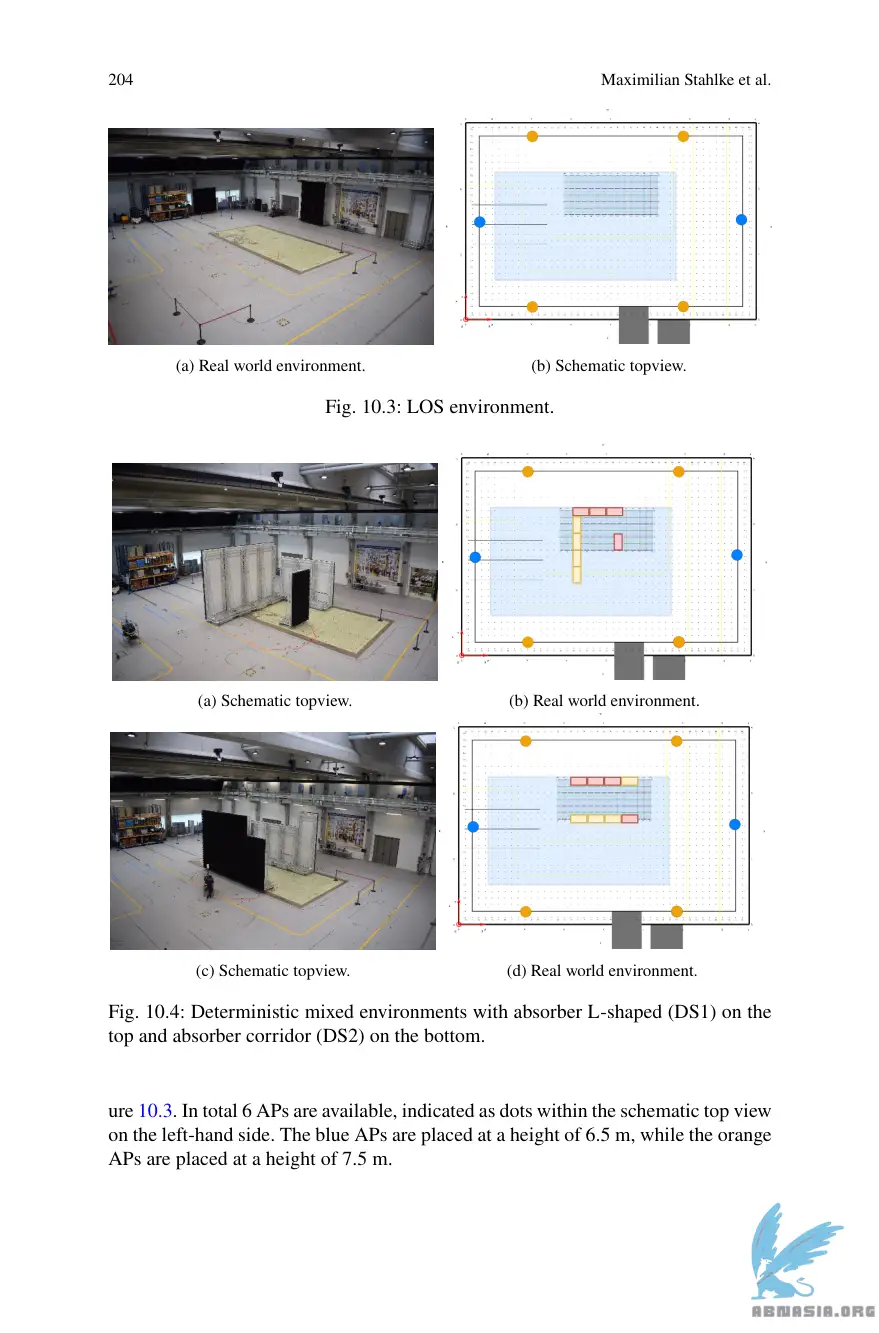 204
Maximilian Stahlke et al.
(a) Real world environment.
(b) Schematic topview.
Fig. 10.3: LOS environment.
(a) Schematic topview.
(b) Real world environment.
(c) Schematic topview.
(d) Real world environment.
Fig. 10.4: Deterministic mixed environments with absorber L-shaped (DS1) on the
top and absorber corridor (DS2) on the bottom.
ure 10.3. In total 6 APs are available, indicated as dots within the schematic top view
on the left-hand side. The blue APs are placed at a height of 6.5 m, while the orange
APs are placed at a height of 7.5 m.
ABMASIA.ORG